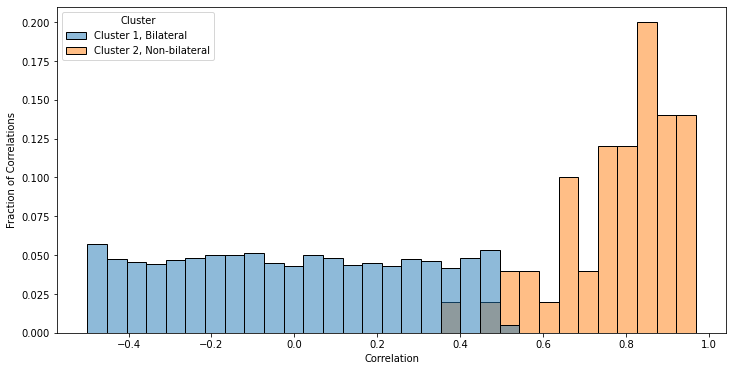 Cluster
Cluster 1, Bilateral
Cluster 2, Non-bilateral
Fraction of Correlations
0.200
0.175
0.150
0.125
0.100
0.075
0.050
0.025
0.000
−0.4 −0.2 0.0 0.2 0.4 0.6 0.8 1.0
Correlation